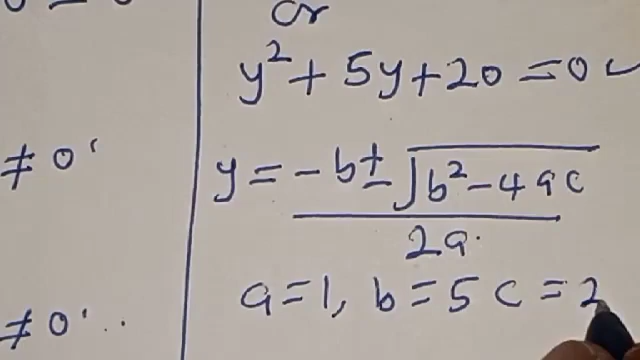 ≠ 0
≠ 0
or
y² + 5y + 20 = 0 ✓
y = -b ± √b² - 4ac
2a
a = 1, b = 5 c = 2